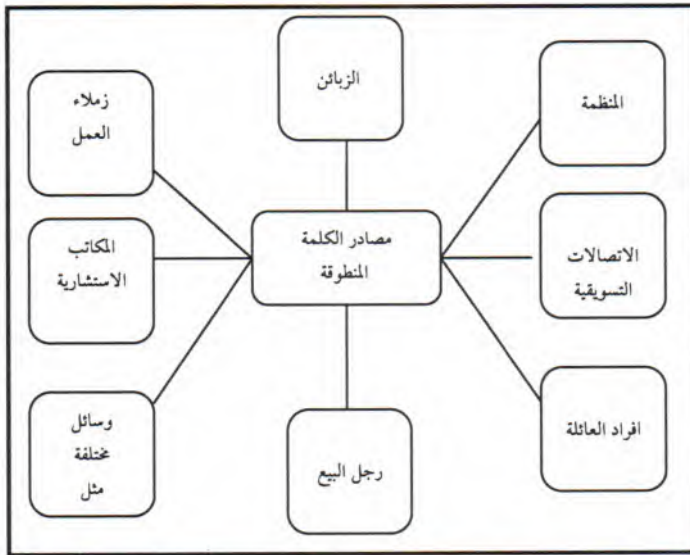 الزبائن
المنظمة
زملاء
العمل
مصادر الكلمة
المنطوقة
الاتصالات
التسويقية
المكاتب
الاستشارية
افراد العائلة
رجل البيع
وسائل
مختلفة
مثل